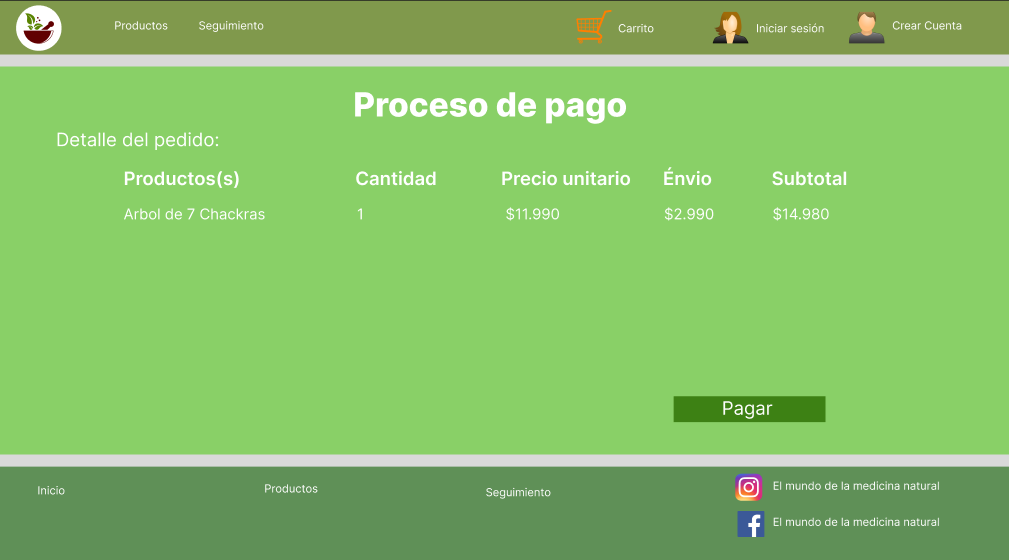 Productos Seguimiento Carrito Iniciar sesión Crear Cuenta
Proceso de pago
Detalle del pedido:
Productos(s) Cantidad Precio unitario Énvio Subtotal
Arbol de 7 Chackras 1 $11.990 $2.990 $14.980
Pagar
Inicio Productos Seguimiento El mundo de la medicina natural
El mundo de la medicina natural